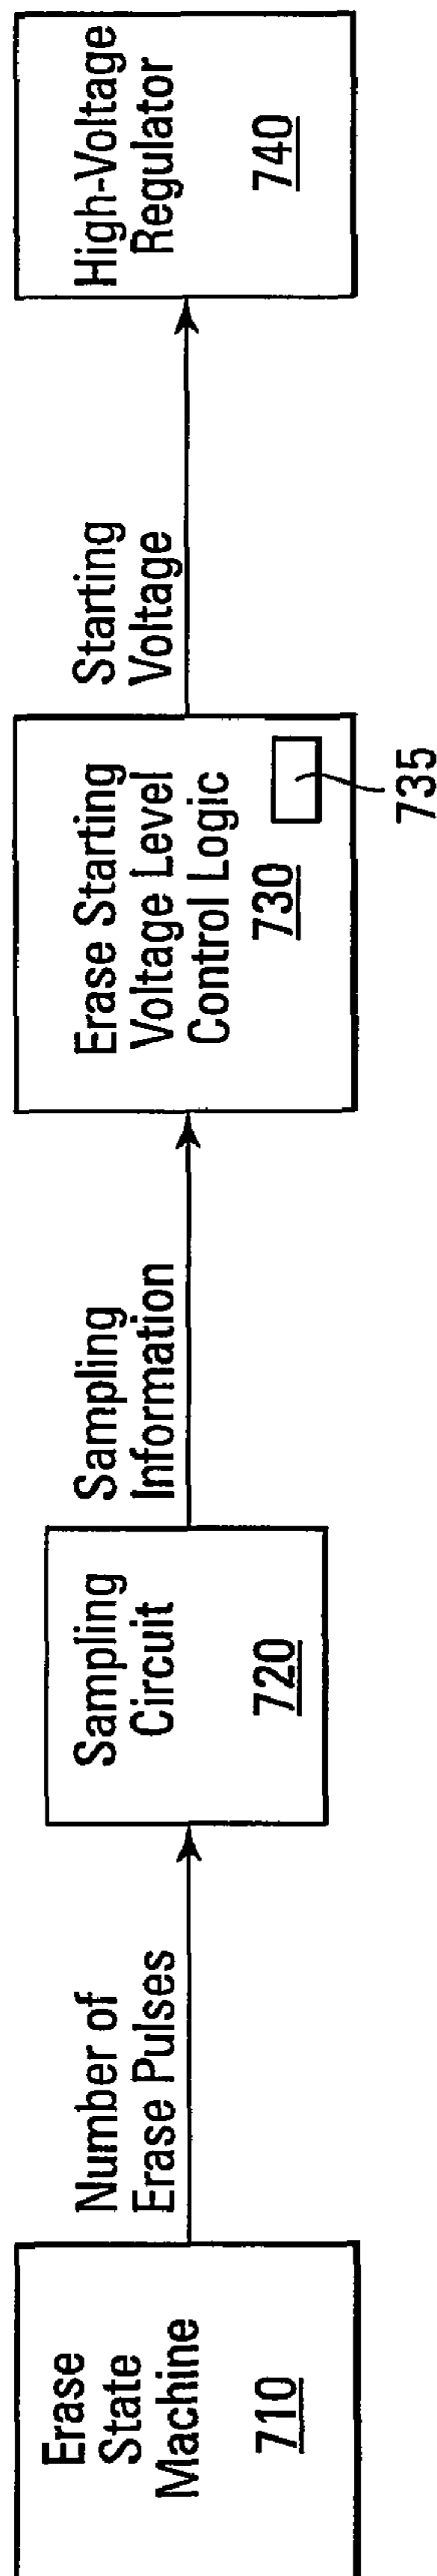 Erase
State
Machine
710
Number of
Erase Pulses
Sampling
Circuit
720
Sampling
Information
Erase Starting
Voltage Level
Control Logic
730
735
Starting
Voltage
High-Voltage
Regulator
740